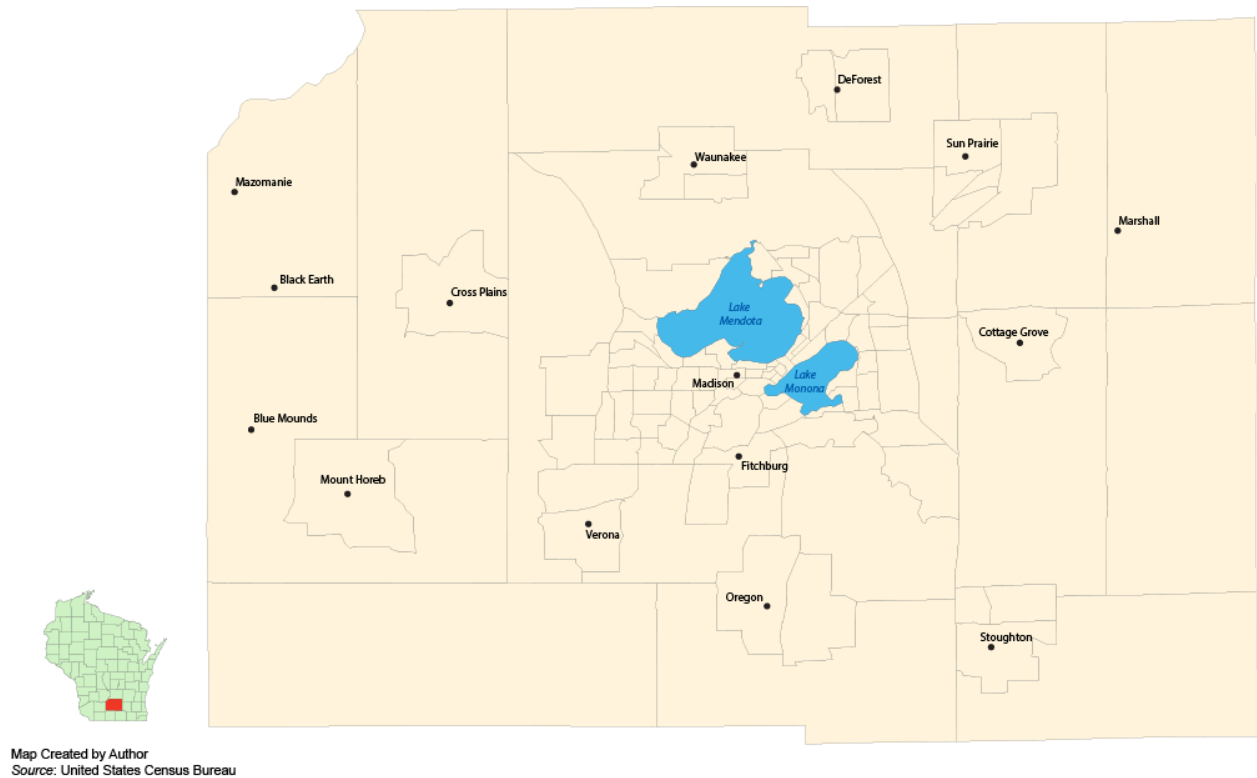 DeForest
Sun Prairie
Waunakee
Mazomanie
Marshall
Black Earth
Cross Plains
Lake
Mendota
Cottage Grove
Lake
Monona
Madison
Blue Mounds
Fitchburg
Mount Horeb
Verona
Oregon
Stoughton
Map Created by Author
Source: United States Census Bureau